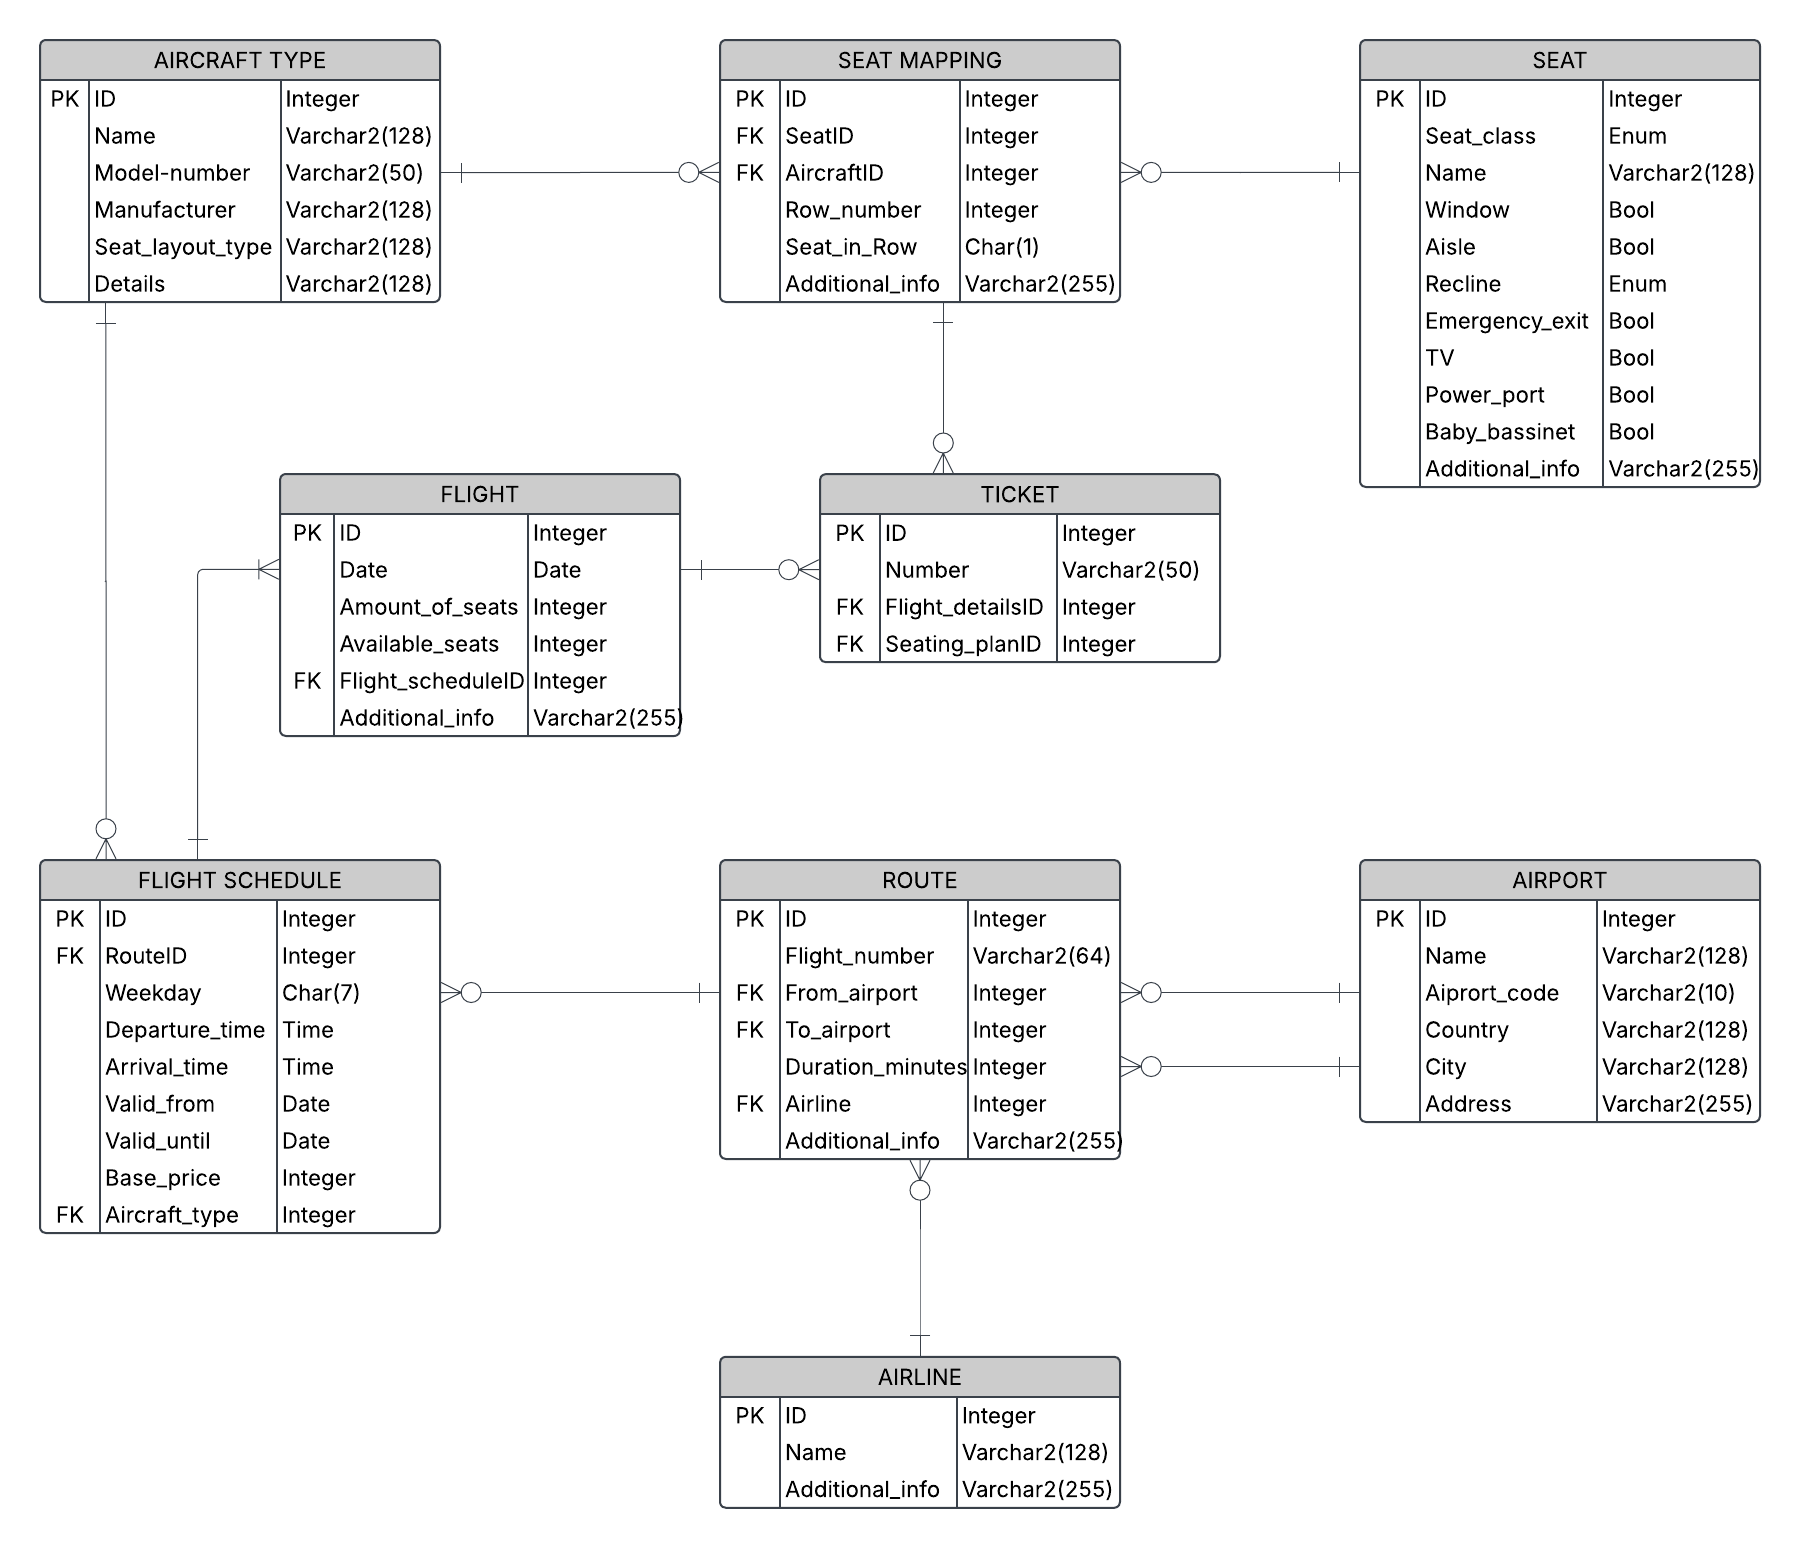 AIRCRAFT TYPE
PK ID Integer
Name Varchar2(128)
Model-number Varchar2(50)
Manufacturer Varchar2(128)
Seat_layout_type Varchar2(128)
Details Varchar2(128)
SEAT MAPPING
PK ID Integer
FK SeatID Integer
FK AircraftID Integer
Row_number Integer
Seat_in_Row Char(1)
Additional_info Varchar2(255)
SEAT
PK ID Integer
Seat_class Enum
Name Varchar2(128)
Window Bool
Aisle Bool
Recline Enum
Emergency_exit Bool
TV Bool
Power_port Bool
Baby_bassinet Bool
Additional_info Varchar2(255)
FLIGHT
PK ID Integer
Date Date
Amount_of_seats Integer
Available_seats Integer
FK Flight_scheduleID Integer
Additional_info Varchar2(255)
TICKET
PK ID Integer
Number Varchar2(50)
FK Flight_detailsID Integer
FK Seating_planID Integer
FLIGHT SCHEDULE
PK ID Integer
FK RouteID Integer
Weekday Char(7)
Departure_time Time
Arrival_time Time
Valid_from Date
Valid_until Date
Base_price Integer
FK Aircraft_type Integer
ROUTE
PK ID Integer
Flight_number Varchar2(64)
FK From_airport Integer
FK To_airport Integer
Duration_minutes Integer
FK Airline Integer
Additional_info Varchar2(255)
AIRPORT
PK ID Integer
Name Varchar2(128)
Aiprort_code Varchar2(10)
Country Varchar2(128)
City Varchar2(128)
Address Varchar2(255)
AIRLINE
PK ID Integer
Name Varchar2(128)
Additional_info Varchar2(255)